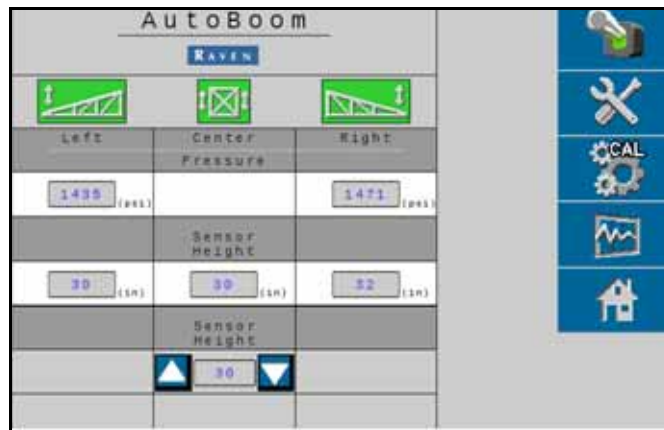 AutoBoom
RAVEN
Left Center Right
Pressure
1435 (psi) 1471 (psi)
Sensor
Height
30 (in) 30 (in) 32 (in)
Sensor
Height
30
CAL